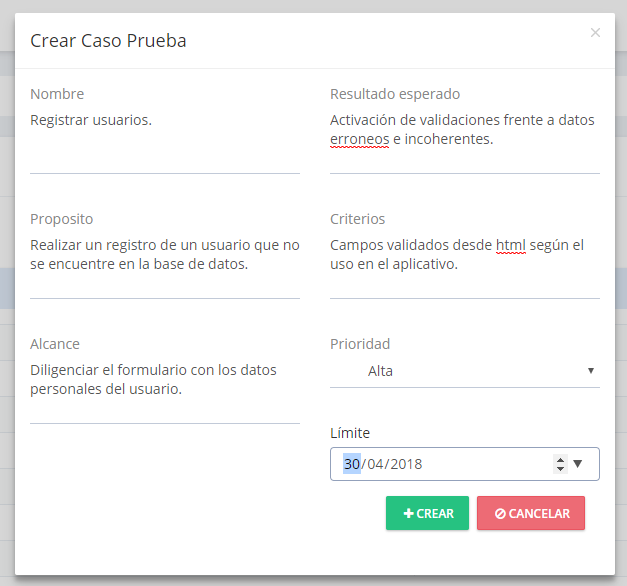 Crear Caso Prueba
×
Nombre
Registrar usuarios.
Resultado esperado
Activación de validaciones frente a datos
erroneos e incoherentes.
Proposito
Realizar un registro de un usuario que no
se encuentre en la base de datos.
Criterios
Campos validados desde html según el
uso en el aplicativo.
Alcance
Diligenciar el formulario con los datos
personales del usuario.
Prioridad
Alta
Límite
30/04/2018
CREAR
CANCELAR